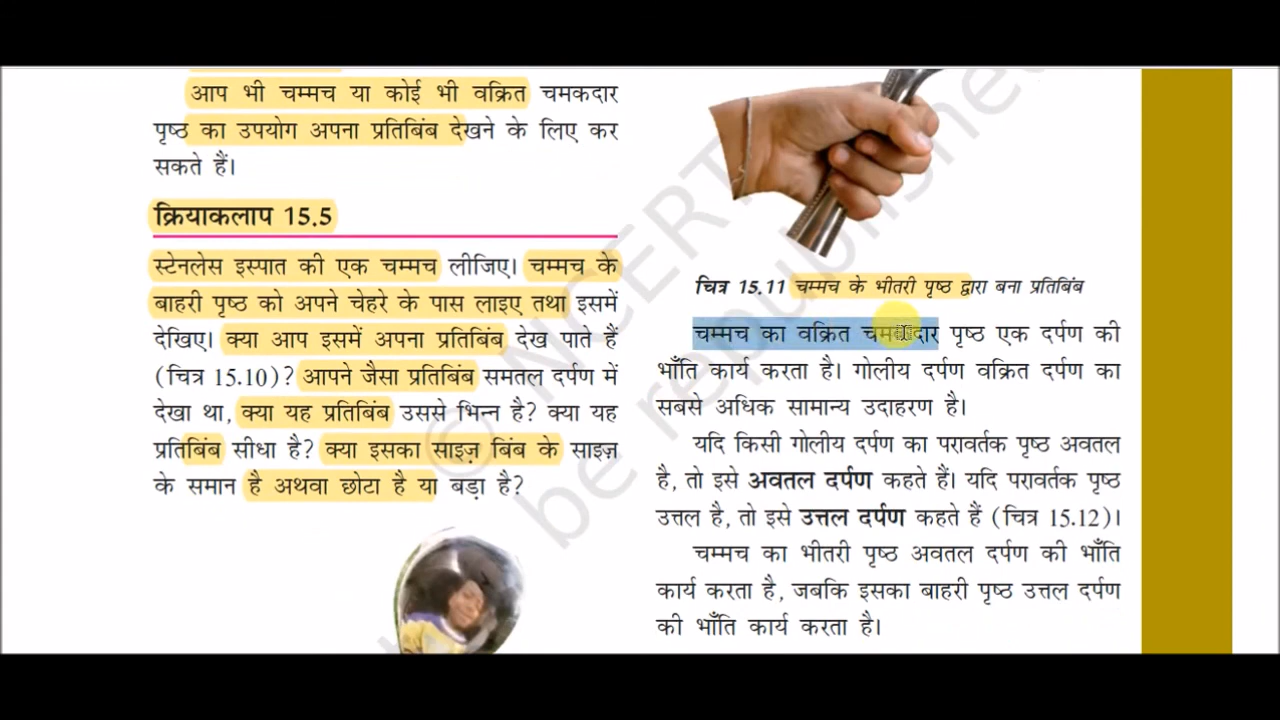 आप भी चम्मच या कोई भी वक्रित चमकदार
पृष्ठ का उपयोग अपना प्रतिबिंब देखने के लिए कर
सकते हैं।
क्रियाकलाप 15.5
स्टेनलेस इस्पात की एक चम्मच लीजिए। चम्मच के
बाहरी पृष्ठ को अपने चेहरे के पास लाइए तथा इसमें
देखिए। क्या आप इसमें अपना प्रतिबिंब देख पाते हैं
(चित्र 15.10)? आपने जैसा प्रतिबिंब समतल दर्पण में
देखा था, क्या यह प्रतिबिंब उससे भिन्न है? क्या यह
प्रतिबिंब सीधा है? क्या इसका साइज़ बिंब के साइज़
के समान है अथवा छोटा है या बड़ा है?
चित्र 15.11 चम्मच के भीतरी पृष्ठ द्वारा बना प्रतिबिंब
चम्मच का वक्रित चमकदार पृष्ठ एक दर्पण की
भाँति कार्य करता है। गोलीय दर्पण वक्रित दर्पण का
सबसे अधिक सामान्य उदाहरण है।
यदि किसी गोलीय दर्पण का परावर्तक पृष्ठ अवतल
है, तो इसे अवतल दर्पण कहते हैं। यदि परावर्तक पृष्ठ
उत्तल है, तो इसे उत्तल दर्पण कहते हैं (चित्र 15.12)।
चम्मच का भीतरी पृष्ठ अवतल दर्पण की भाँति
कार्य करता है, जबकि इसका बाहरी पृष्ठ उत्तल दर्पण
की भाँति कार्य करता है।
© NCERT
be republished